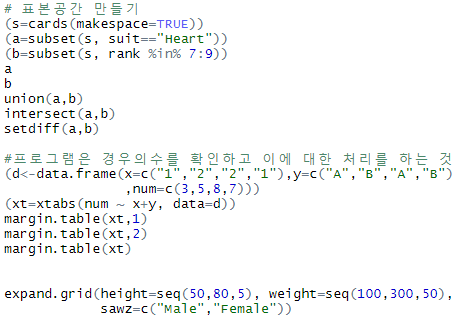 # 표본공간 만들기
(s=cards(makespace=TRUE))
(a=subset(s, suit=="Heart"))
(b=subset(s, rank %in% 7:9))
a
b
union(a,b)
intersect(a,b)
setdiff(a,b)
#프로그램은 경우의수를 확인하고 이에 대한 처리를 하는 것
(d<-data.frame(x=c("1","2","2","1"),y=c("A","B","A","B")
,num=c(3,5,8,7)))
(xt=xtabs(num ~ x+y, data=d))
margin.table(xt,1)
margin.table(xt,2)
margin.table(xt)
expand.grid(height=seq(50,80,5), weight=seq(100,300,50),
sawz=c("Male","Female"))